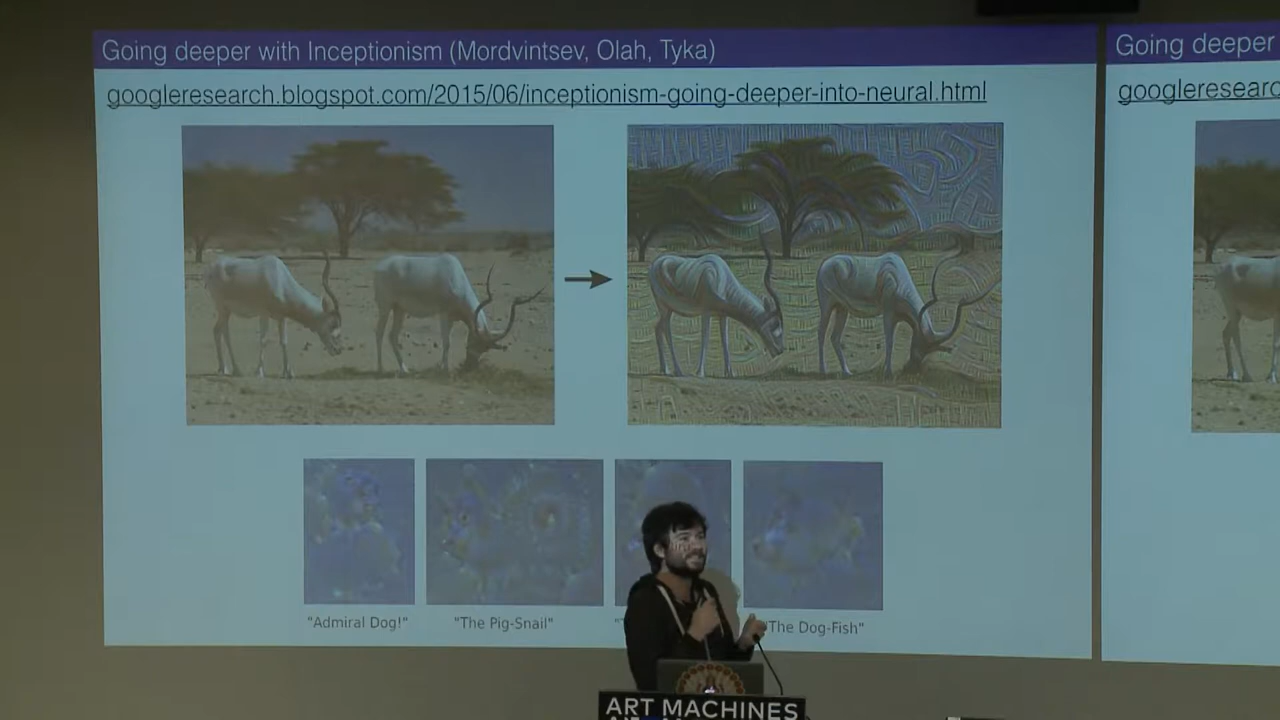 Going deeper with Inceptionism (Mordvintsev, Olah, Tyka)
googleresearch.blogspot.com/2015/06/inceptionism-going-deeper-into-neural.html
"Admiral Dog!"
"The Pig-Snail"
The Dog-Fish"
Going deeper
googleresearc
ART MACHINES